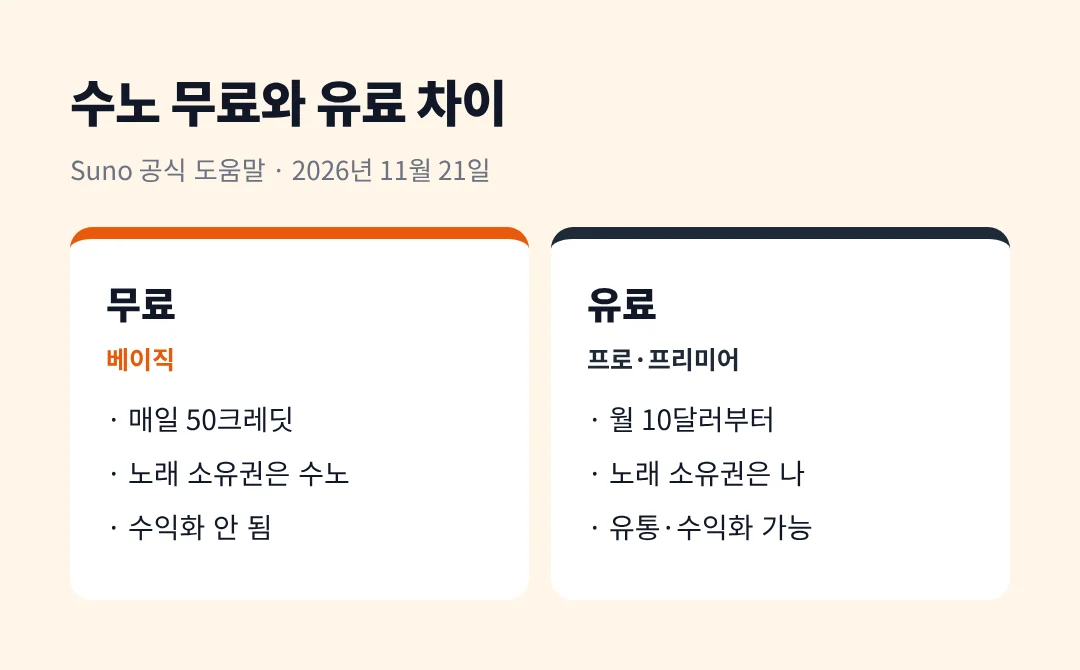 수노 무료와 유료 차이
Suno 공식 도움말 · 2026년 11월 21일
무료
베이직
· 매일 50크레딧
· 노래 소유권은 수노
· 수익화 안 됨
유료
프로·프리미어
· 월 10달러부터
· 노래 소유권은 나
· 유통·수익화 가능